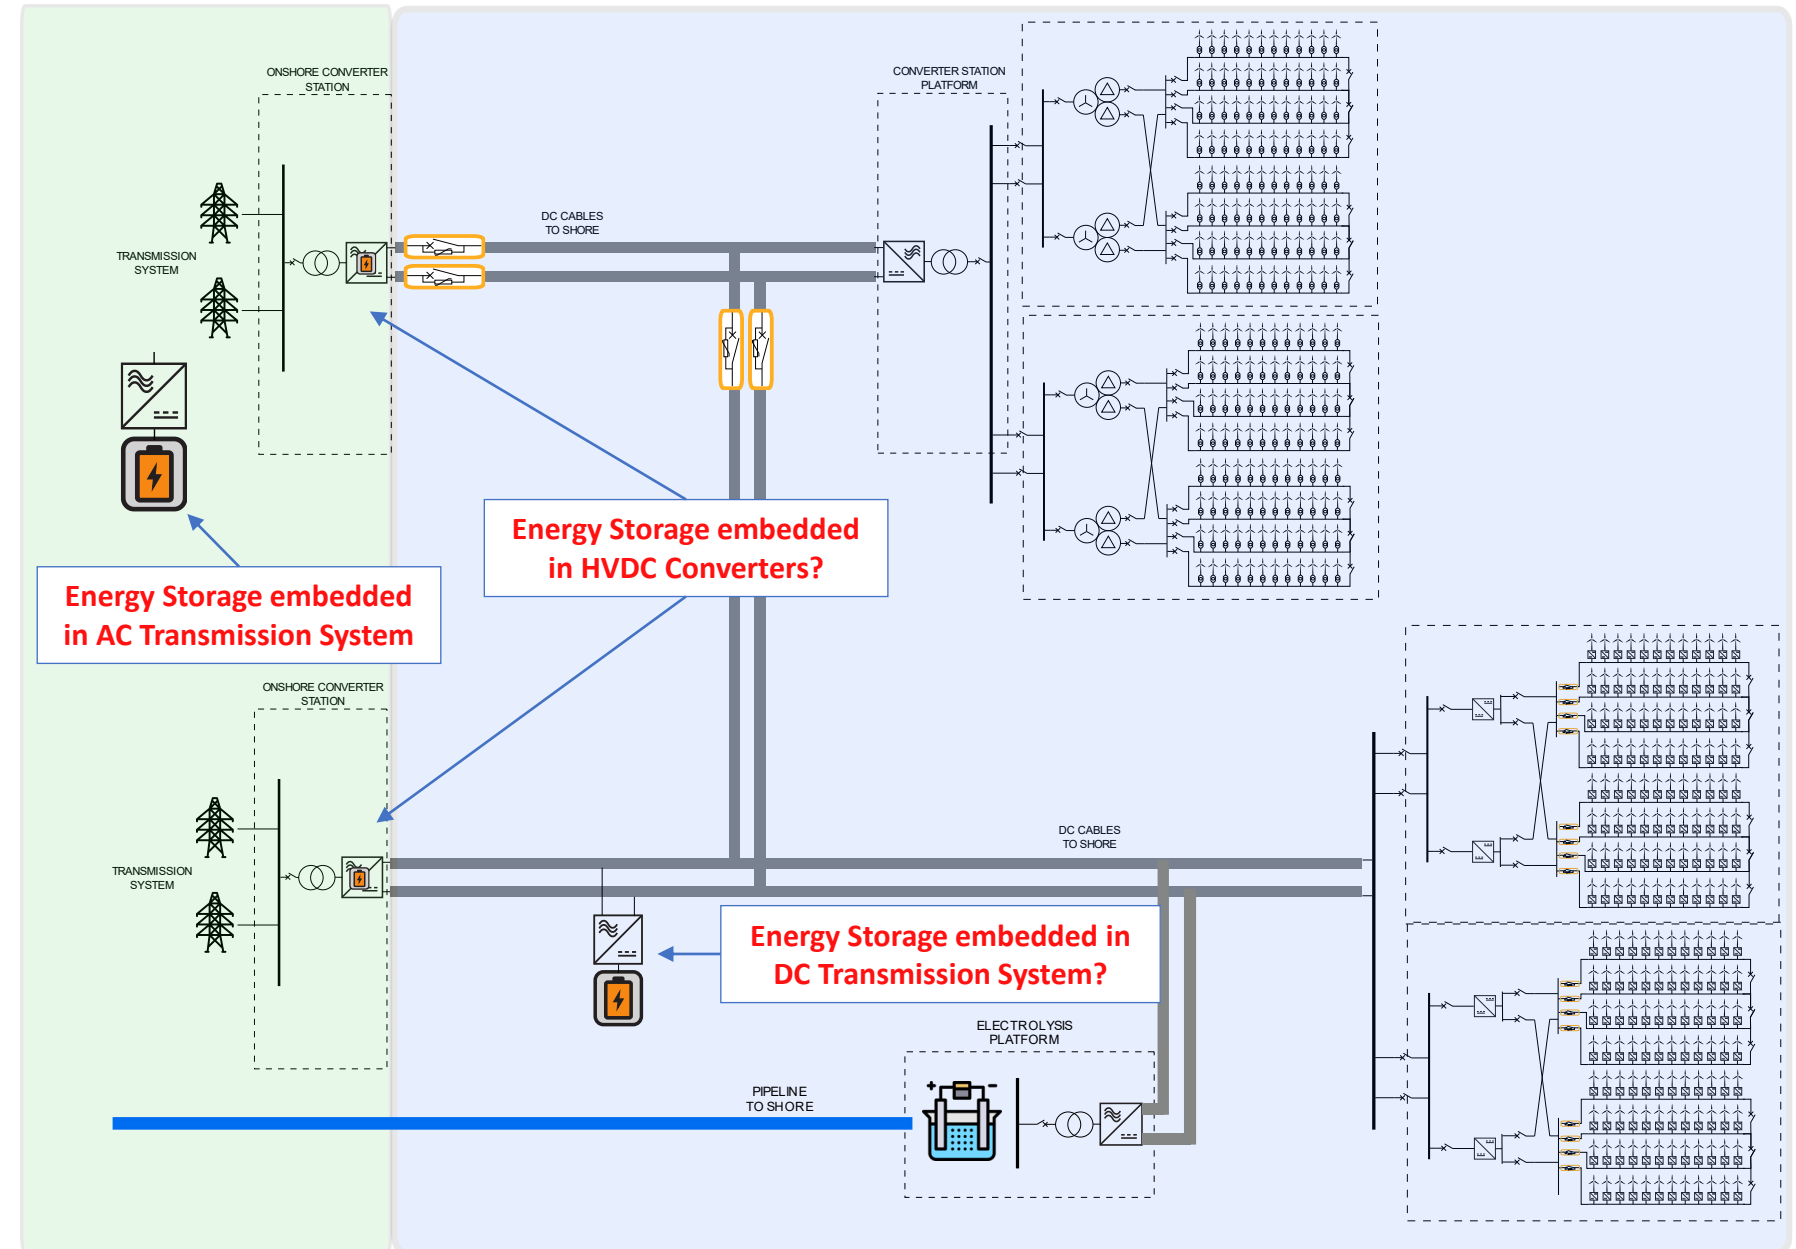 ONSHORE CONVERTER
STATION
CONVERTER STATION
PLATFORM
DC CABLES
TO SHORE
TRANSMISSION
SYSTEM
Energy Storage embedded
in HVDC Converters?
Energy Storage embedded
in AC Transmission System
ONSHORE CONVERTER
STATION
DC CABLES
TO SHORE
TRANSMISSION
SYSTEM
Energy Storage embedded in
DC Transmission System?
ELECTROLYSIS
PLATFORM
PIPELINE
TO SHORE